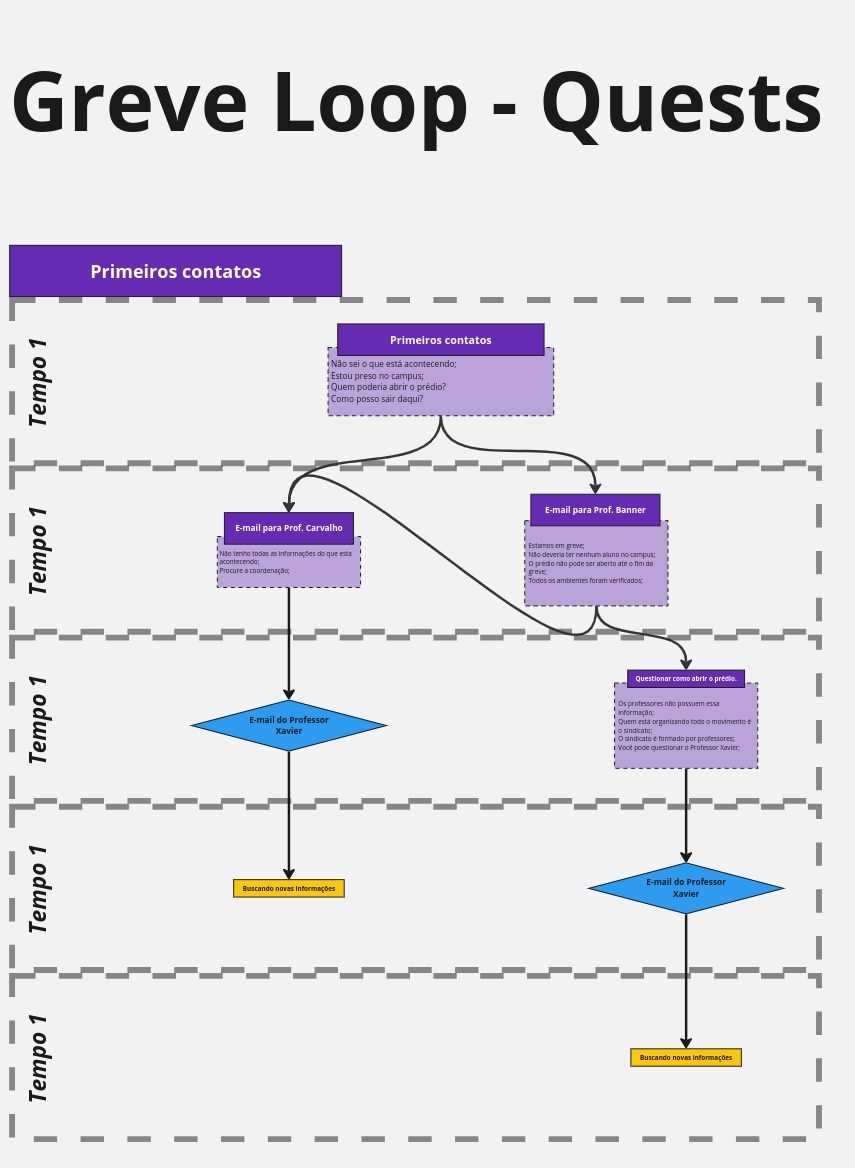 Greve Loop - Quests
Primeiros contatos
Tempo 1
Primeiros contatos
Não sei o que está acontecendo;
Estou preso no campus;
Quem poderia abrir o prédio?
Como posso sair daqui?
Tempo 1
E-mail para Prof. Carvalho
Não tenho todas as informações do que esta
acontecendo;
Procure a coordenação;
E-mail para Prof. Banner
Estamos em greve;
Não deveria ter nenhum aluno no campus;
O prédio não pode ser aberto até o fim da
greve;
Todos os ambientes foram verificados;
Tempo 1
E-mail do Professor
Xavier
Questionar como abrir o prédio.
Os professores não possuem essa
informação;
Quem está organizando todo o movimento é
o sindicato;
O sindicato é formado por professores;
Você pode questionar o Professor Xavier;
Tempo 1
Buscando novas informações
E-mail do Professor
Xavier
Tempo 1
Buscando novas informações